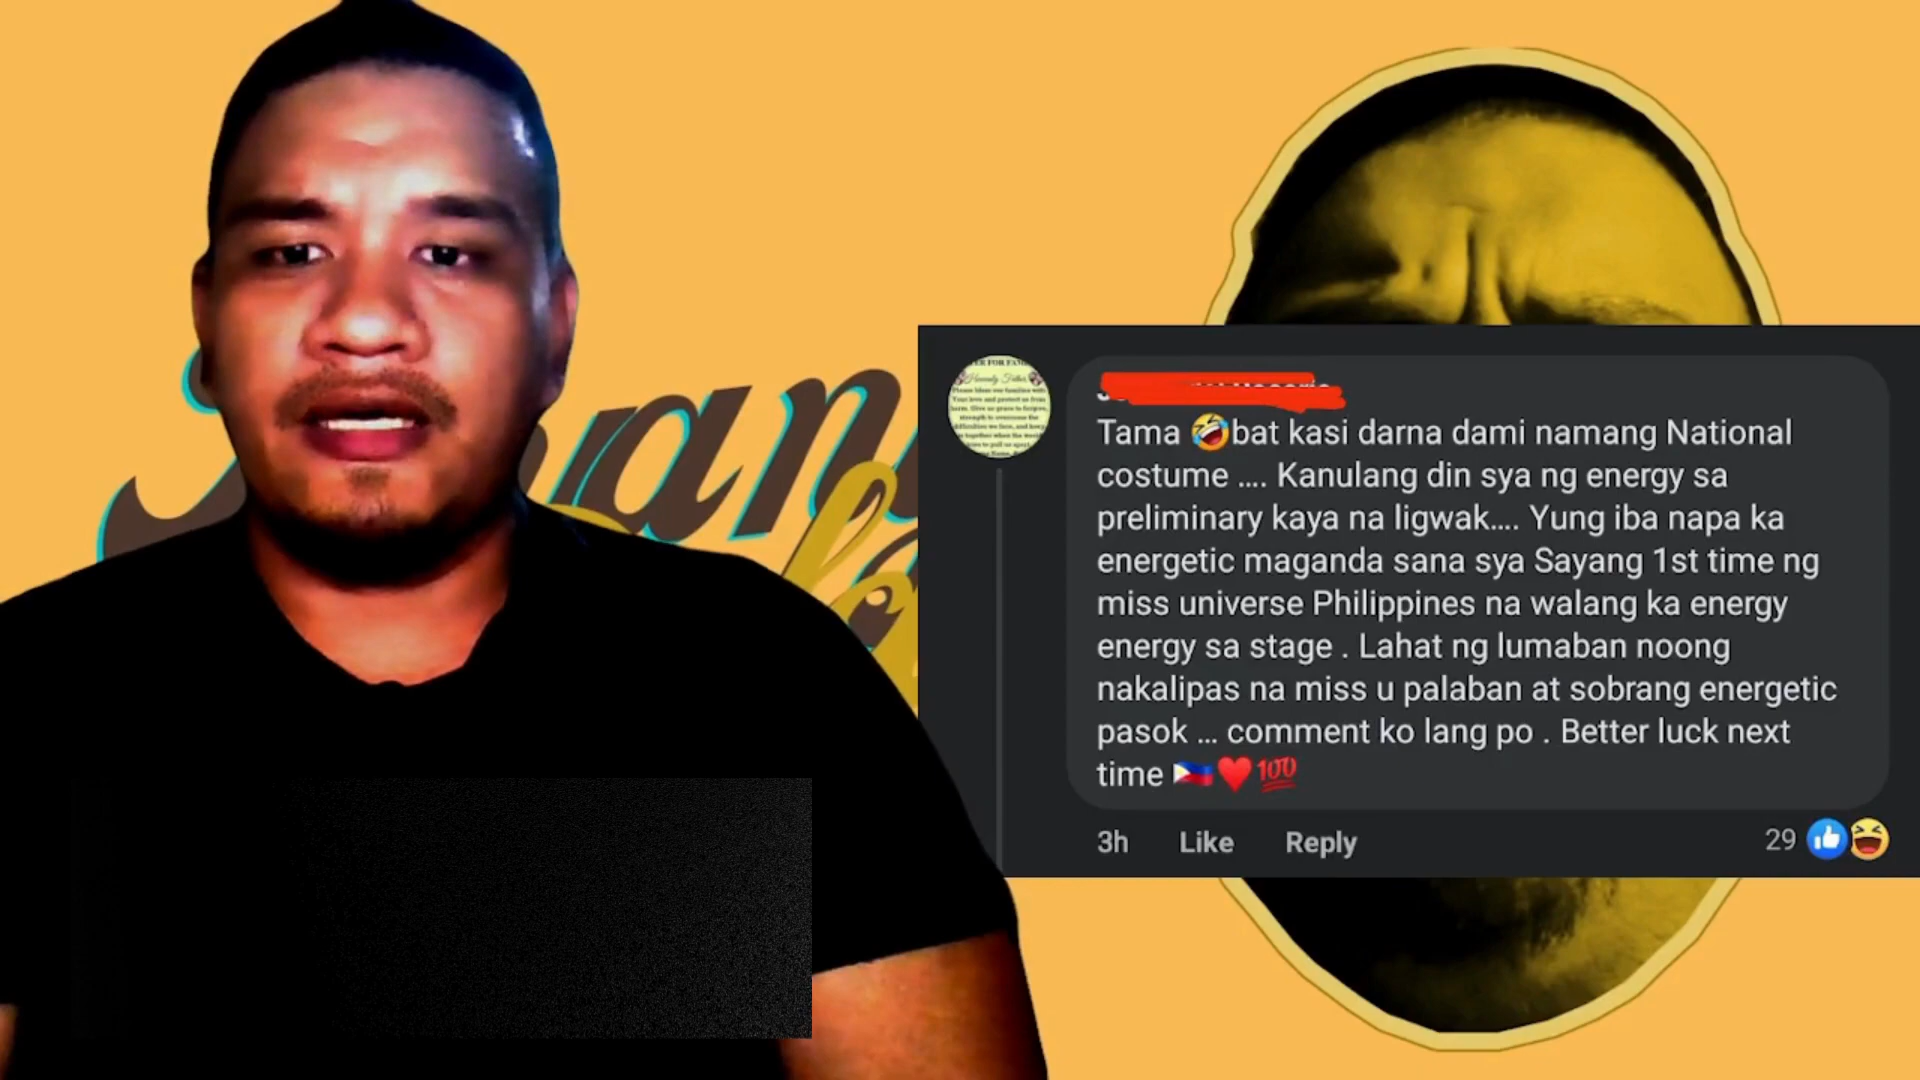 Tama 🤣bat kasi darna dami namang National
costume .... Kanulang din sya ng energy sa
preliminary kaya na ligwak.... Yung iba napa ka
energetic maganda sana sya Sayang 1st time ng
miss universe Philippines na walang ka energy
energy sa stage . Lahat ng lumaban noong
nakalipas na miss u palaban at sobrang energetic
pasok ... comment ko lang po . Better luck next
time 🇵🇭❤️💯
3h Like Reply 29